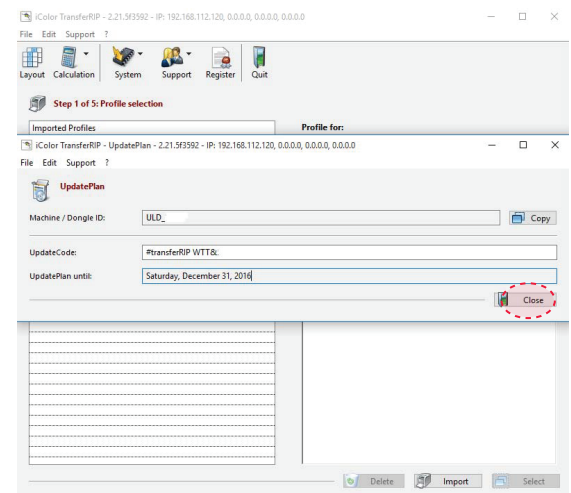 iColor TransferRIP - 2.21.5f3592 - IP: 192.168.112.120, 0.0.0.0, 0.0.0.0, 0.0.0.0
File Edit Support ?
Layout Calculation System Support Register Quit
Step 1 of 5: Profile selection
Imported Profiles Profile for:
iColor TransferRIP - UpdatePlan - 2.21.5f3592 - IP: 192.168.112.120, 0.0.0.0, 0.0.0.0, 0.0.0.0
File Edit Support ?
UpdatePlan
Machine / Dongle ID: ULD_ Copy
UpdateCode: #transferRIP WTT&:
UpdatePlan until: Saturday, December 31, 2016
Close
Delete Import Select